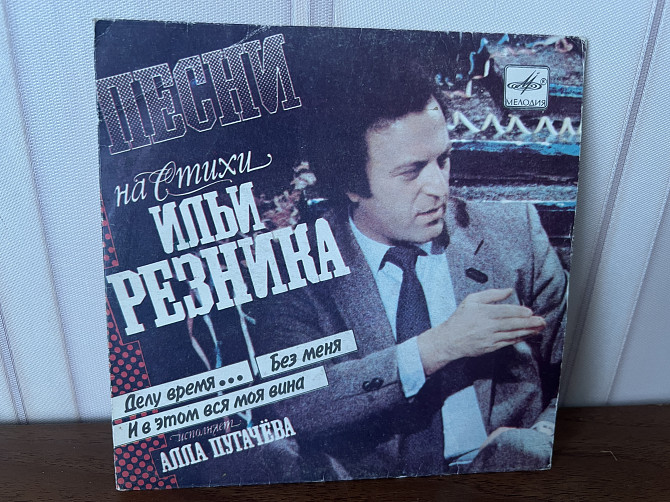 ПЕСНИ
МЕЛОДИЯ
на Стихи
ИЛЬИ
РЕЗНИКА
Делу время... Без меня
И в этом вся моя вина
исполняет
АЛЛА ПУГАЧЁВА